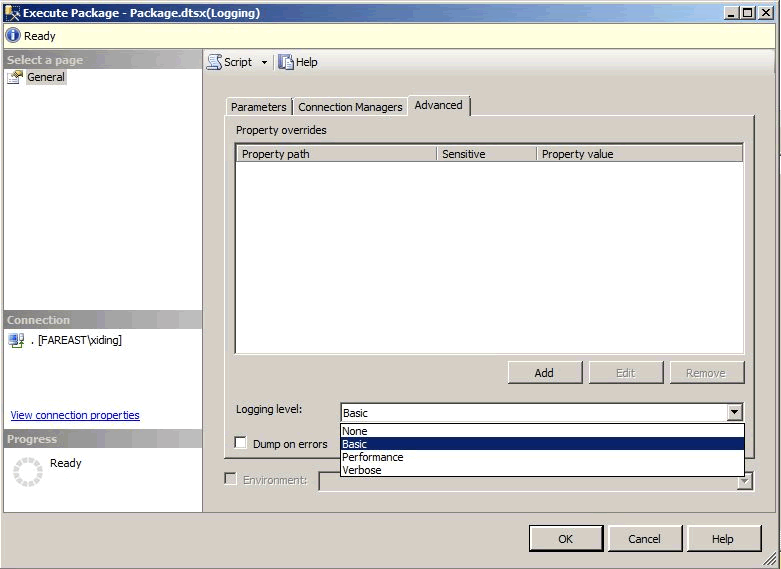 Execute Package - Package.dtsx(Logging)
Ready
Select a page
General
Script
Help
Parameters
Connection Managers
Advanced
Property overrides
Property path
Sensitive
Property value
Connection
. [FAREAST\xiding]
View connection properties
Progress
Ready
Add
Edit
Remove
Logging level:
Basic
None
Basic
Performance
Verbose
Dump on errors
Environment:
OK
Cancel
Help